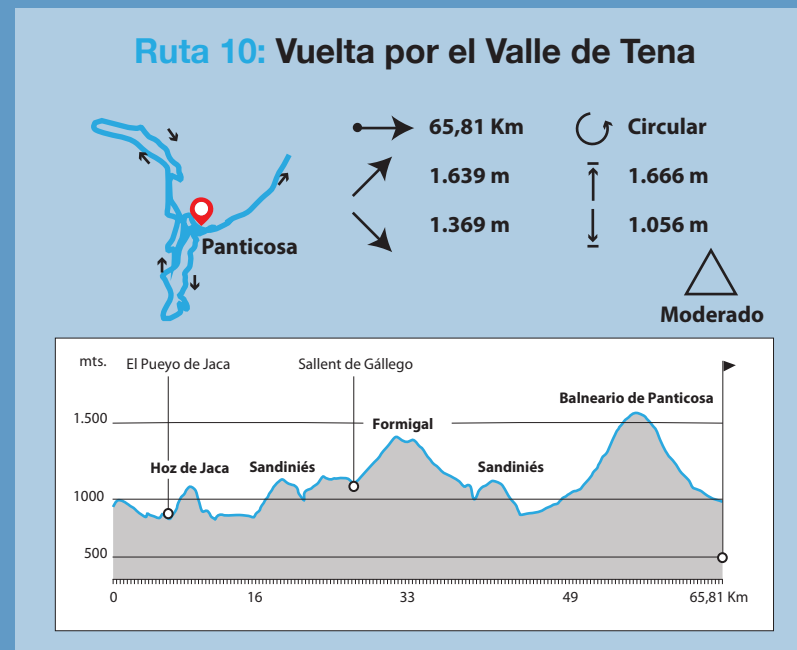 Ruta 10: Vuelta por el Valle de Tena
65,81 Km
Circular
1.639 m
1.666 m
1.369 m
1.056 m
Panticosa
Moderado
mts.
El Pueyo de Jaca
Sallent de Gállego
Balneario de Panticosa
1.500
Formigal
Hoz de Jaca
Sandiniés
Sandiniés
1000
500
0
16
33
49
65,81 Km